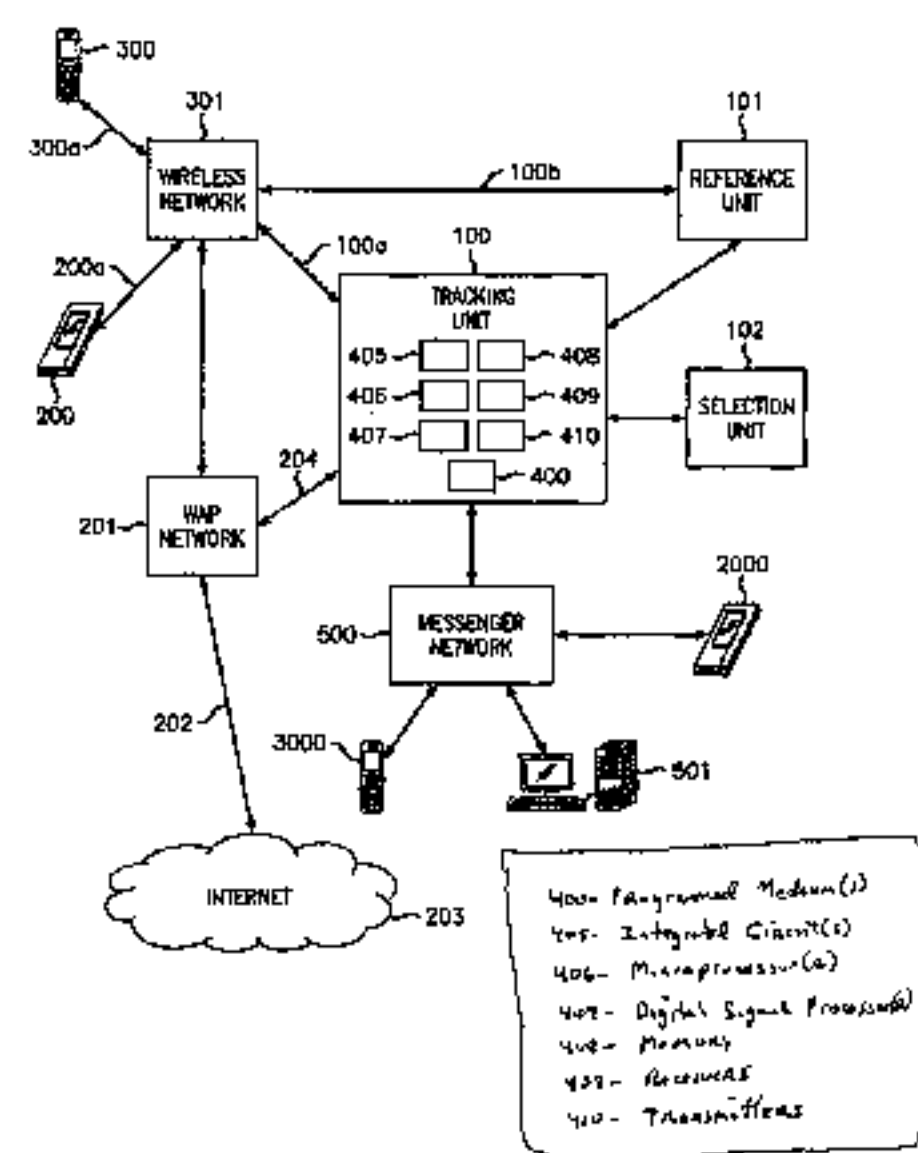 300
301
101
300a
WIRELESS
NETWORK
100b
REFERENCE
UNIT
200a
100a
100
TRACKING
UNIT
405
408
102
406
409
SELECTION
UNIT
200
407
410
204
400
201
WAP
NETWORK
2000
500
MESSENGER
NETWORK
202
3000
501
INTERNET
203
400- Programmed Medium(s)
405- Integrated Circuit(s)
406- Microprocessor(s)
407- Digital Signal Processor(s)
408- Memory
409- Receivers
410- Transmitters